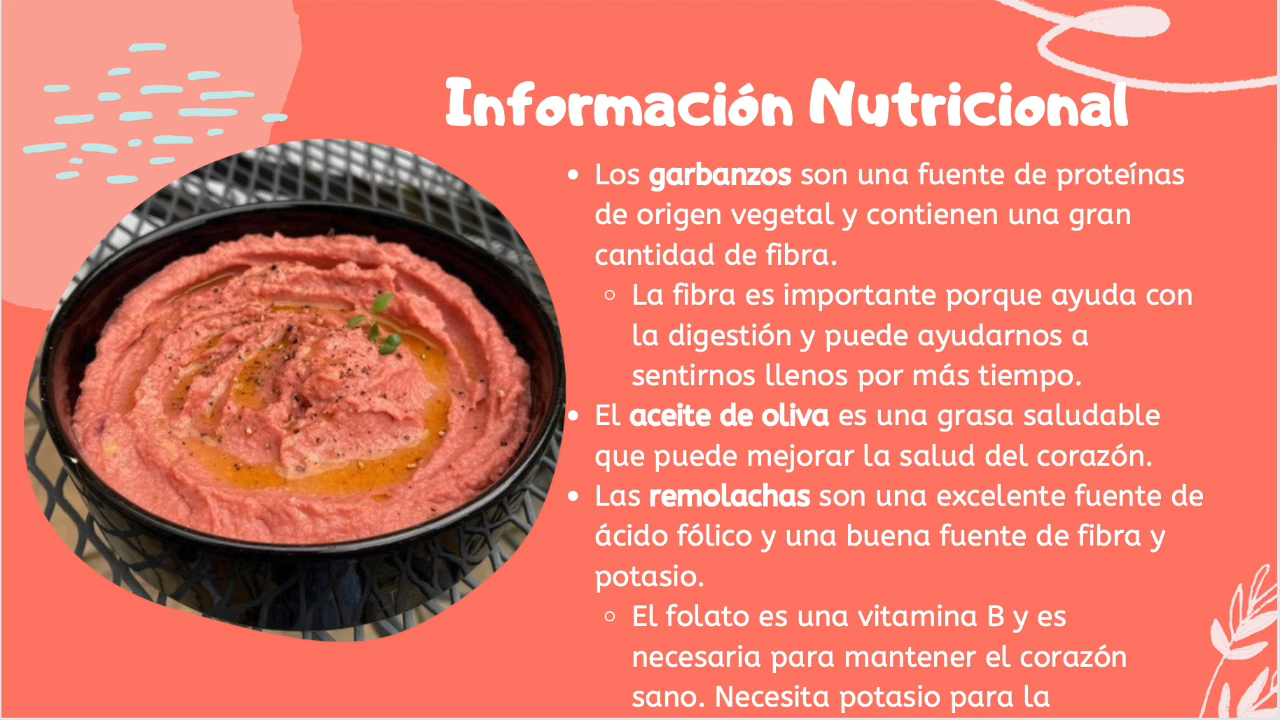 Información Nutricional
• Los garbanzos son una fuente de proteínas
de origen vegetal y contienen una gran
cantidad de fibra.
◦ La fibra es importante porque ayuda con
la digestión y puede ayudarnos a
sentirnos llenos por más tiempo.
• El aceite de oliva es una grasa saludable
que puede mejorar la salud del corazón.
• Las remolachas son una excelente fuente de
ácido fólico y una buena fuente de fibra y
potasio.
◦ El folato es una vitamina B y es
necesaria para mantener el corazón
sano. Necesita potasio para la